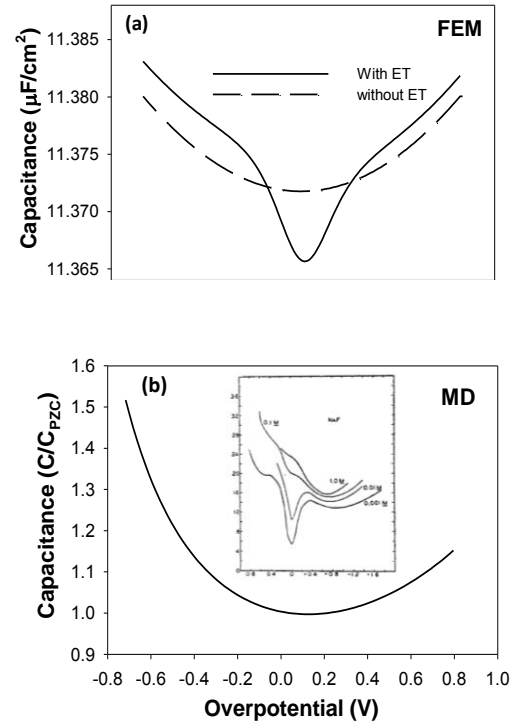 (a) FEM
11.385
11.380
11.375
11.370
11.365
Capacitance (µF/cm²)
With ET
without ET
(b) MD
1.6
1.5
1.4
1.3
1.2
1.1
1.0
0.9
Capacitance (C/C_PZC)
0.1 M
NaF
1.0 M
0.01 M
0.001 M
-0.8 -0.6 -0.4 -0.2 0.0 0.2 0.4 0.6 0.8 1.0
Overpotential (V)